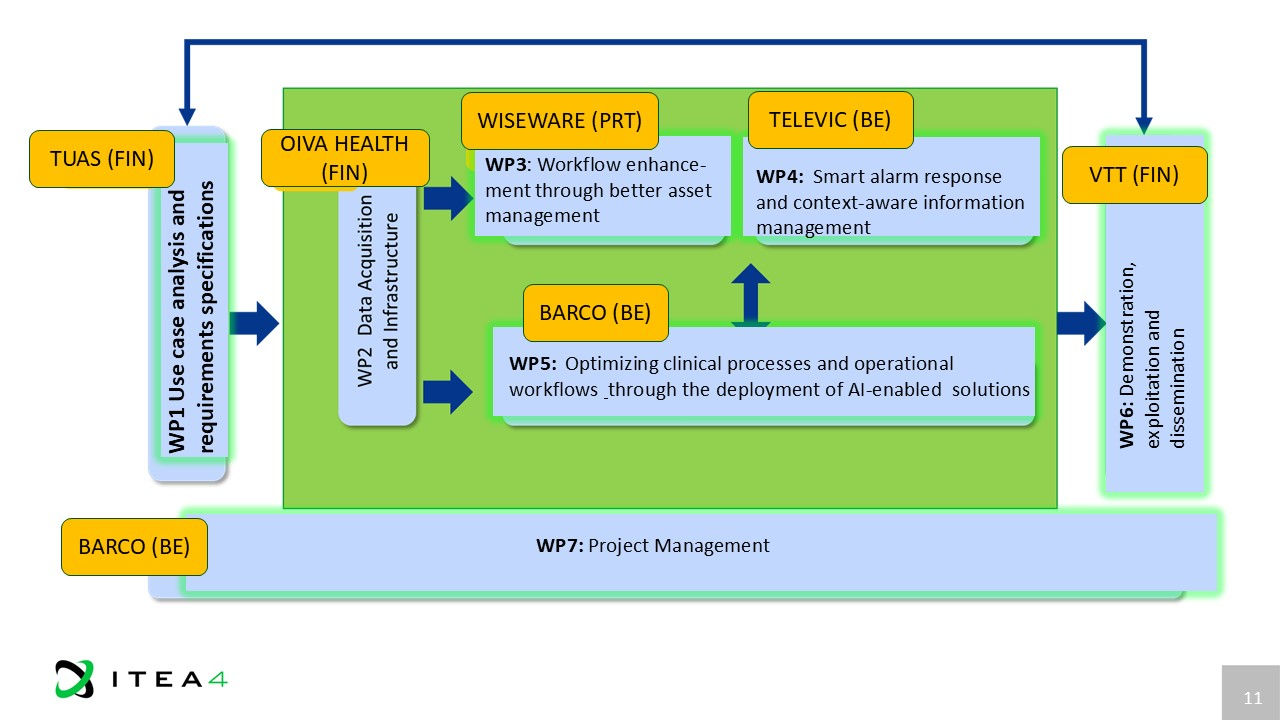 TUAS (FIN)
WP1 Use case analysis and
requirements specifications
OIVA HEALTH
(FIN)
WP2  Data Acquisition
and Infrastructure
WISEWARE (PRT)
WP3: Workflow enhance-
ment through better asset
management
TELEVIC (BE)
WP4:  Smart alarm response
and context-aware information
management
BARCO (BE)
WP5:  Optimizing clinical processes and operational
workflows  through the deployment of AI-enabled  solutions
VTT (FIN)
WP6: Demonstration,
exploitation and
dissemination
BARCO (BE)
WP7: Project Management
ITEA4
11